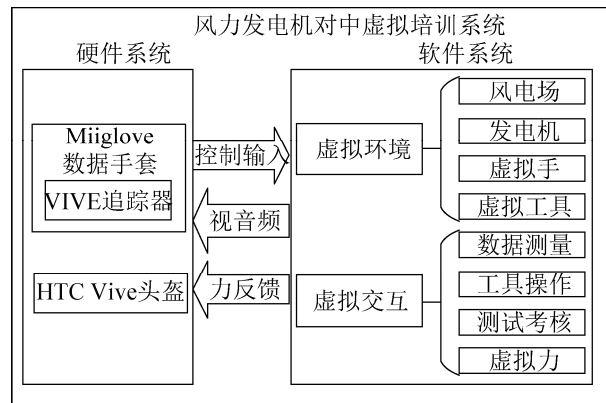 风力发电机对中虚拟培训系统
硬件系统
Miiglove
数据手套
VIVE追踪器
HTC Vive头盔
控制输入
视音频
力反馈
软件系统
虚拟环境
风电场
发电机
虚拟手
虚拟工具
虚拟交互
数据测量
工具操作
测试考核
虚拟力